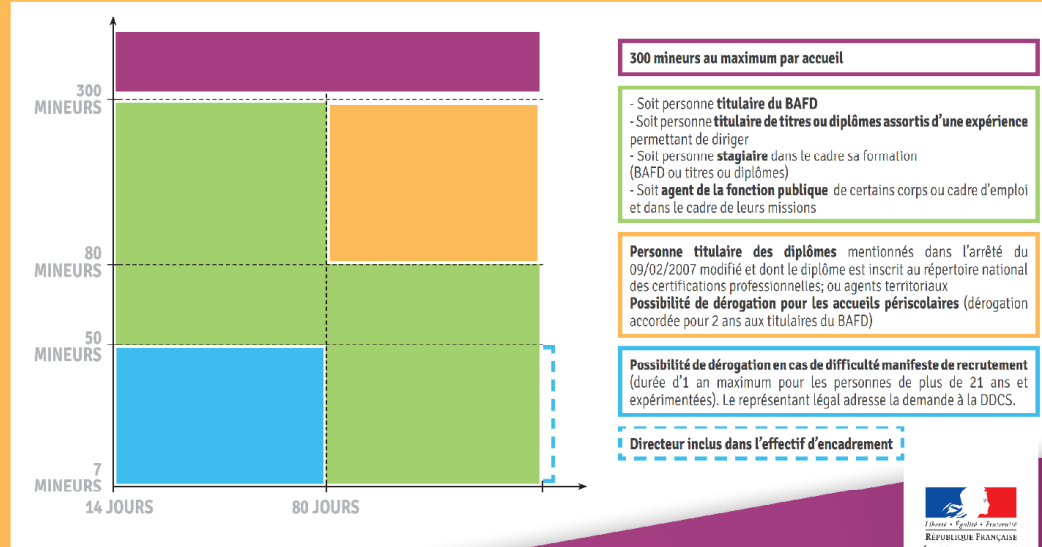 300
MINEURS
80
MINEURS
50
MINEURS
7
MINEURS
14 JOURS
80 JOURS
300 mineurs au maximum par accueil
- Soit personne titulaire du BAFD
- Soit personne titulaire de titres ou diplômes assortis d'une expérience
permettant de diriger
- Soit personne stagiaire dans le cadre sa formation
(BAFD ou titres ou diplômes)
- Soit agent de la fonction publique de certains corps ou cadre d'emploi
et dans le cadre de leurs missions
Personne titulaire des diplômes mentionnés dans l'arrêté du
09/02/2007 modifié et dont le diplôme est inscrit au répertoire national
des certifications professionnelles; ou agents territoriaux
Possibilité de dérogation pour les accueils périscolaires (dérogation
accordée pour 2 ans aux titulaires du BAFD)
Possibilité de dérogation en cas de difficulté manifeste de recrutement
(durée d'1 an maximum pour les personnes de plus de 21 ans et
expérimentées). Le représentant légal adresse la demande à la DDCS.
Directeur inclus dans l'effectif d'encadrement
Liberté • Égalité • Fraternité
RÉPUBLIQUE FRANÇAISE